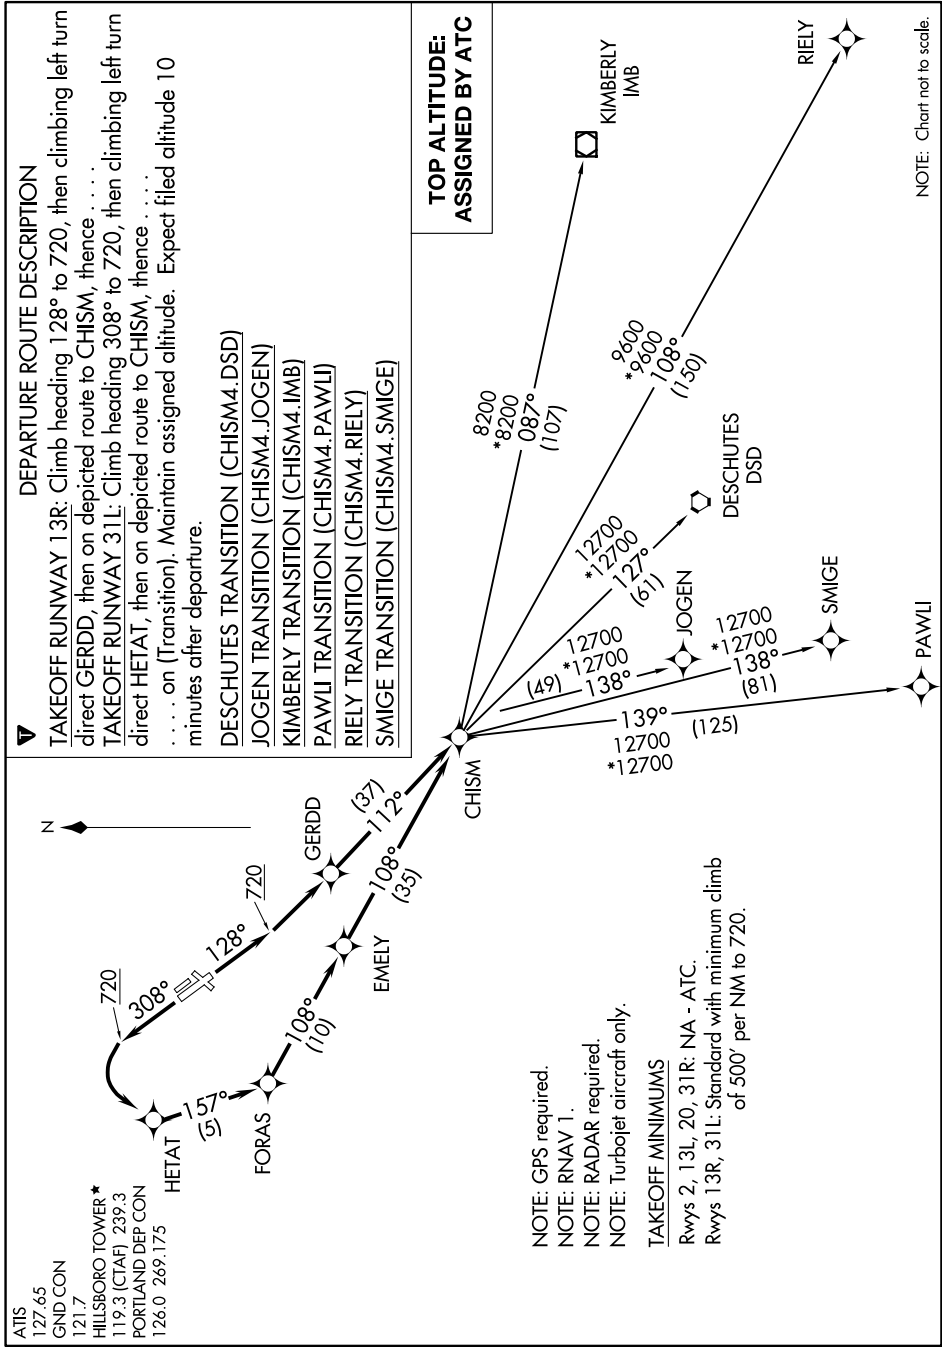 ATIS
127.65
GND CON
121.7
HILLSBORO TOWER★
119.3 (CTAF) 239.3
PORTLAND DEP CON
126.0 269.175
DEPARTURE ROUTE DESCRIPTION
T
TAKEOFF RUNWAY 13R: Climb heading 128° to 720, then climbing left turn
direct GERDD, then on depicted route to CHISM, thence . . . .
TAKEOFF RUNWAY 31L: Climb heading 308° to 720, then climbing left turn
direct HETAT, then on depicted route to CHISM, thence . . . .
. . . . on (Transition). Maintain assigned altitude. Expect filed altitude 10
minutes after departure.
DESCHUTES TRANSITION (CHISM4.DSD)
JOGEN TRANSITION (CHISM4.JOGEN)
KIMBERLY TRANSITION (CHISM4.IMB)
PAWLI TRANSITION (CHISM4.PAWLI)
RIELY TRANSITION (CHISM4.RIELY)
SMIGE TRANSITION (CHISM4.SMIGE)
TOP ALTITUDE:
ASSIGNED BY ATC
N
720
308°
128°
720
HETAT
157°
(5)
FORAS
108°
(10)
EMELY
108°
(35)
GERDD
(37)
112°
CHISM
8200
*8200
087°
(107)
KIMBERLY
IMB
9600
*9600
108°
(150)
RIELY
12700
*12700
127°
(61)
DESCHUTES
DSD
12700
*12700
(49)
138°
JOGEN
12700
*12700
138°
(81)
SMIGE
139°
(125)
12700
*12700
PAWLI
NOTE: GPS required.
NOTE: RNAV 1.
NOTE: RADAR required.
NOTE: Turbojet aircraft only.
TAKEOFF MINIMUMS
Rwys 2, 13L, 20, 31R: NA - ATC.
Rwys 13R, 31L: Standard with minimum climb
of 500' per NM to 720.
NOTE: Chart not to scale.